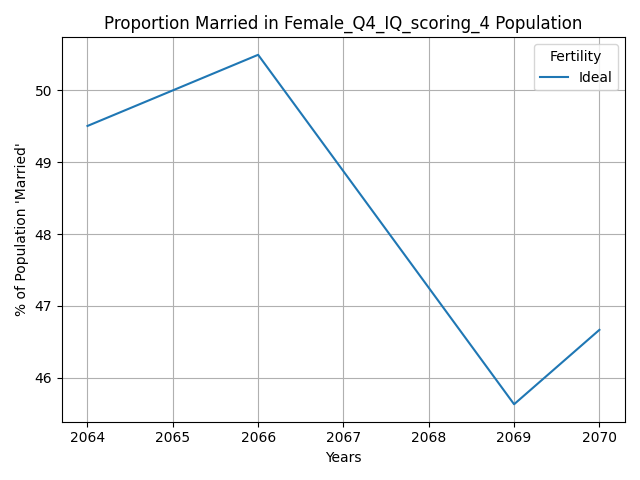 Proportion Married in Female_Q4_IQ_scoring_4 Population
Fertility
Ideal
% of Population 'Married'
50
49
48
47
46
2064 2065 2066 2067 2068 2069 2070
Years